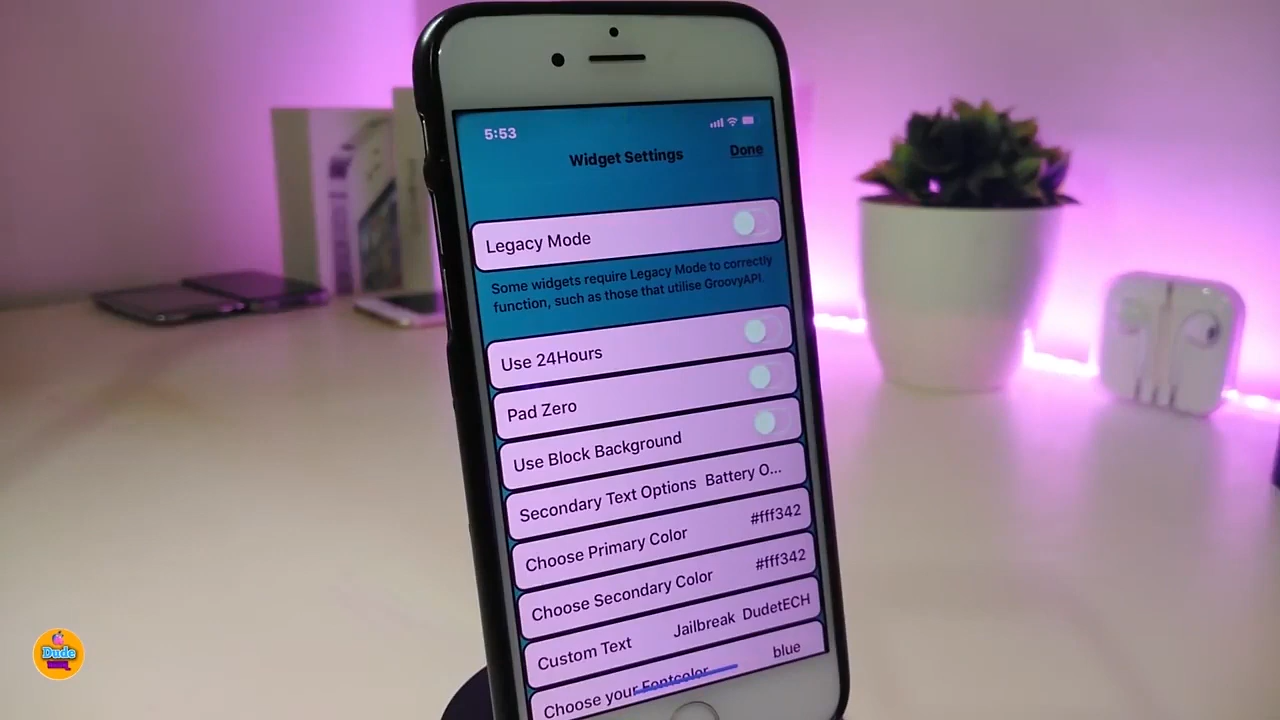 5:53
Widget Settings
Done
Legacy Mode
Some widgets require Legacy Mode to correctly
function, such as those that utilise GroovyAPI.
Use 24Hours
Pad Zero
Use Block Background
Secondary Text Options Battery O...
Choose Primary Color #fff342
Choose Secondary Color #fff342
Custom Text Jailbreak DudetECH
Choose your Fontcolor blue
Dude